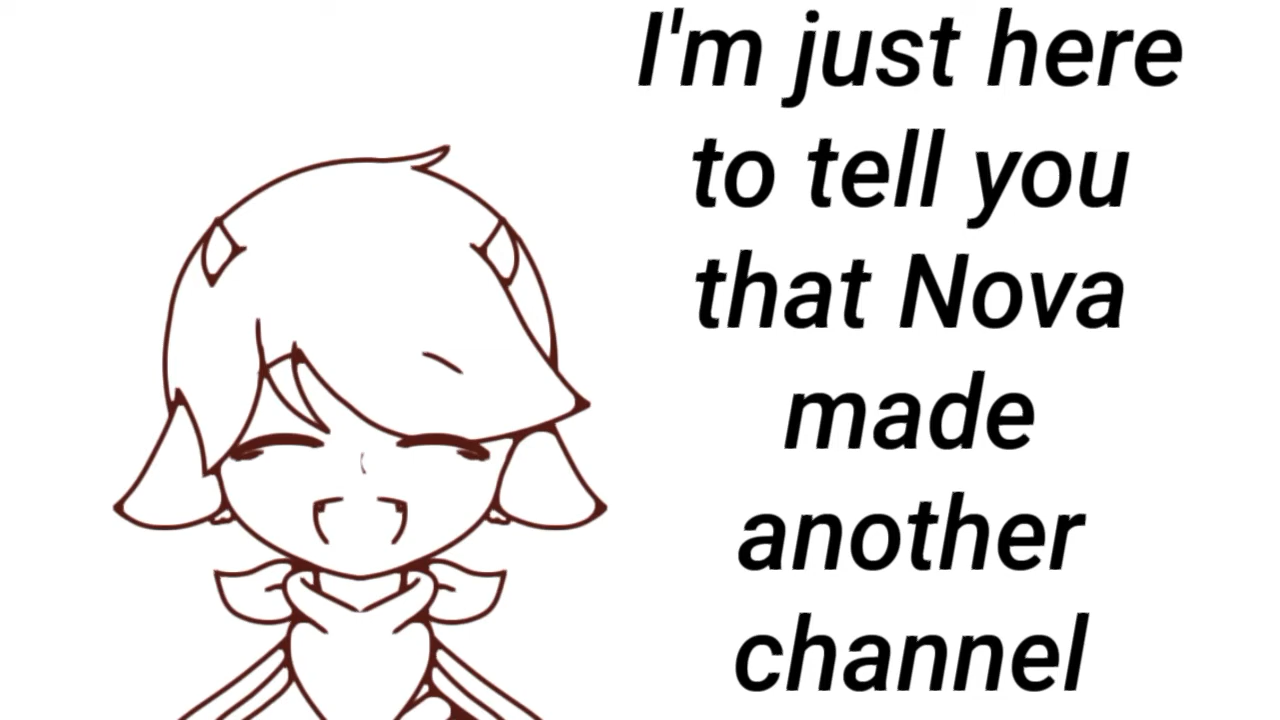 I'm just here
to tell you
that Nova
made
another
channel